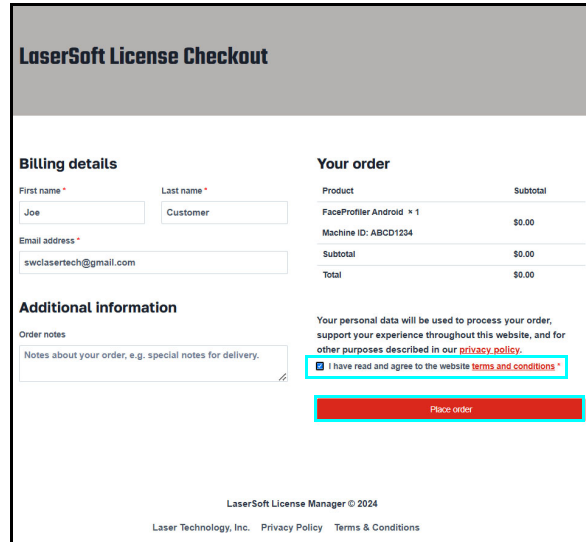 LaserSoft License Checkout
Billing details
First name *
Last name *
Joe
Customer
Email address *
swclasertech@gmail.com
Additional information
Order notes
Notes about your order, e.g. special notes for delivery.
Your order
Product Subtotal
FaceProfiler Android × 1
Machine ID: ABCD1234
$0.00
Subtotal $0.00
Total $0.00
Your personal data will be used to process your order,
support your experience throughout this website, and for
other purposes described in our privacy policy.
I have read and agree to the website terms and conditions *
Place order
LaserSoft License Manager © 2024
Laser Technology, Inc. Privacy Policy Terms & Conditions